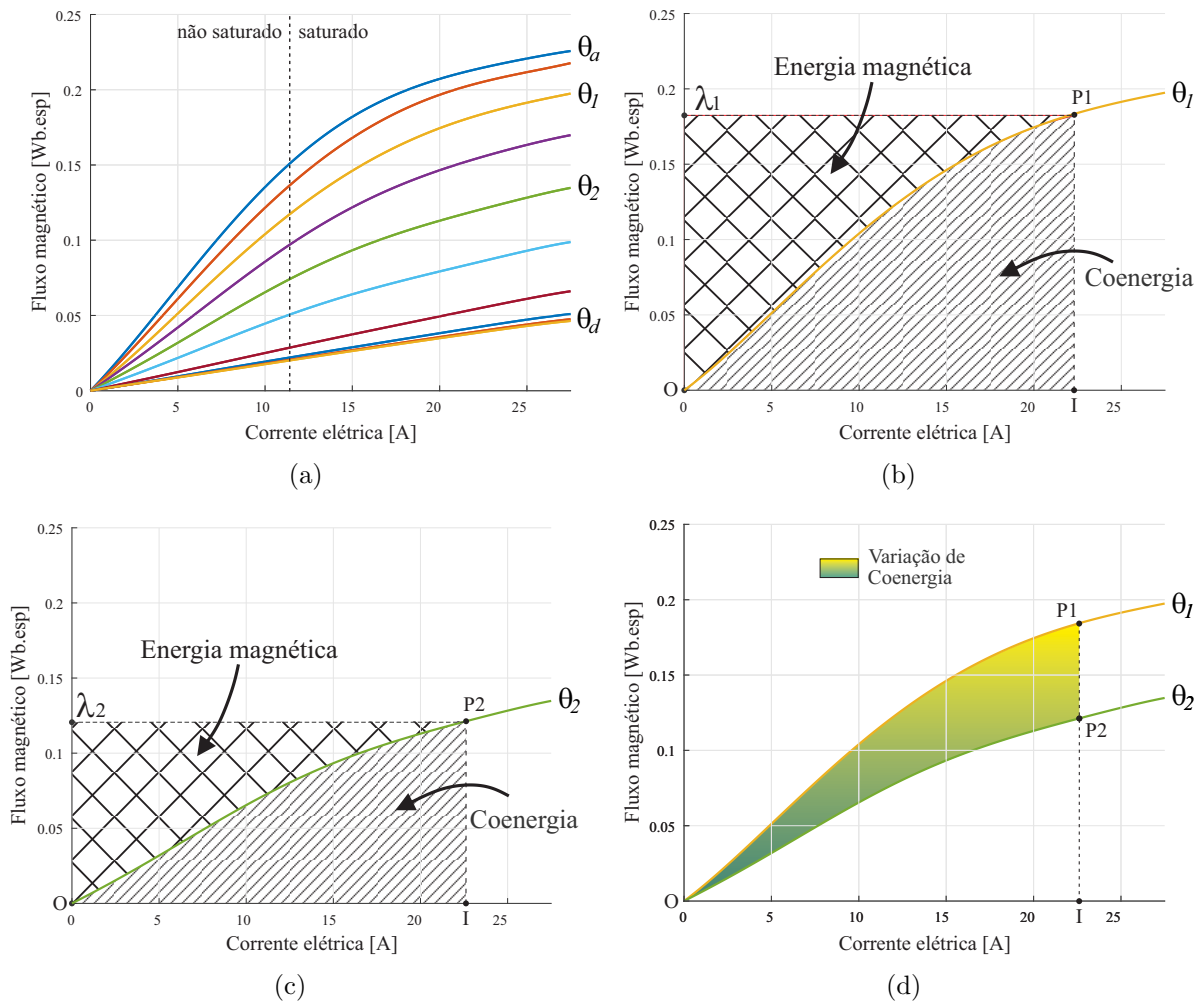 0.25
não saturado
saturado
θa
0.2
θ1
0.15
θ2
0.1
0.05
θd
0
0 5 10 15 20 25
Fluxo magnético [Wb.esp]
Corrente elétrica [A]
(a)
0.25
Energia magnética
λ1
P1
θ1
0.2
0.15
0.1
Coenergia
0.05
O
0 5 10 15 20 I 25
Fluxo magnético [Wb.esp]
Corrente elétrica [A]
(b)
0.25
0.2
Energia magnética
0.15
λ2
P2
θ2
0.1
Coenergia
0.05
O
0 5 10 15 20 I 25
Fluxo magnético [Wb.esp]
Corrente elétrica [A]
(c)
0.25
Variação de
Coenergia
0.2
P1
θ1
0.15
θ2
P2
0.1
0.05
O
0 5 10 15 20 I 25
Fluxo magnético [Wb.esp]
Corrente elétrica [A]
(d)